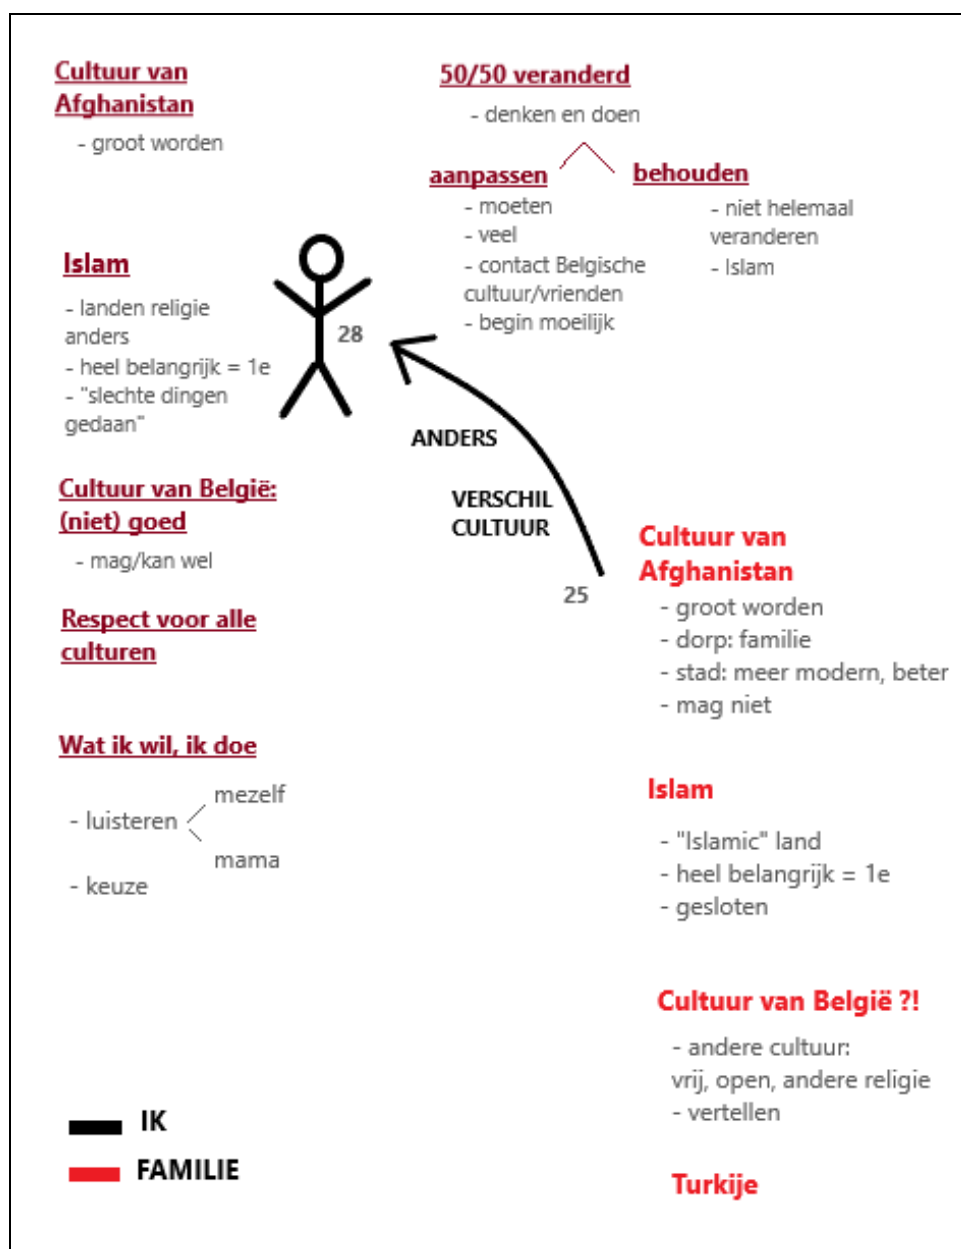 Cultuur van
Afghanistan
- groot worden
50/50 veranderd
- denken en doen
aanpassen
- moeten
- veel
- contact Belgische
cultuur/vrienden
- begin moeilijk
behouden
- niet helemaal
veranderen
- Islam
Islam
- landen religie
anders
- heel belangrijk = 1e
- "slechte dingen
gedaan"
28
ANDERS
VERSCHIL
CULTUUR
25
Cultuur van België:
(niet) goed
- mag/kan wel
Respect voor alle
culturen
Wat ik wil, ik doe
- luisteren
mezelf
mama
- keuze
Cultuur van
Afghanistan
- groot worden
- dorp: familie
- stad: meer modern, beter
- mag niet
Islam
- "Islamic" land
- heel belangrijk = 1e
- gesloten
Cultuur van België ?!
- andere cultuur:
vrij, open, andere religie
- vertellen
Turkije
IK
FAMILIE